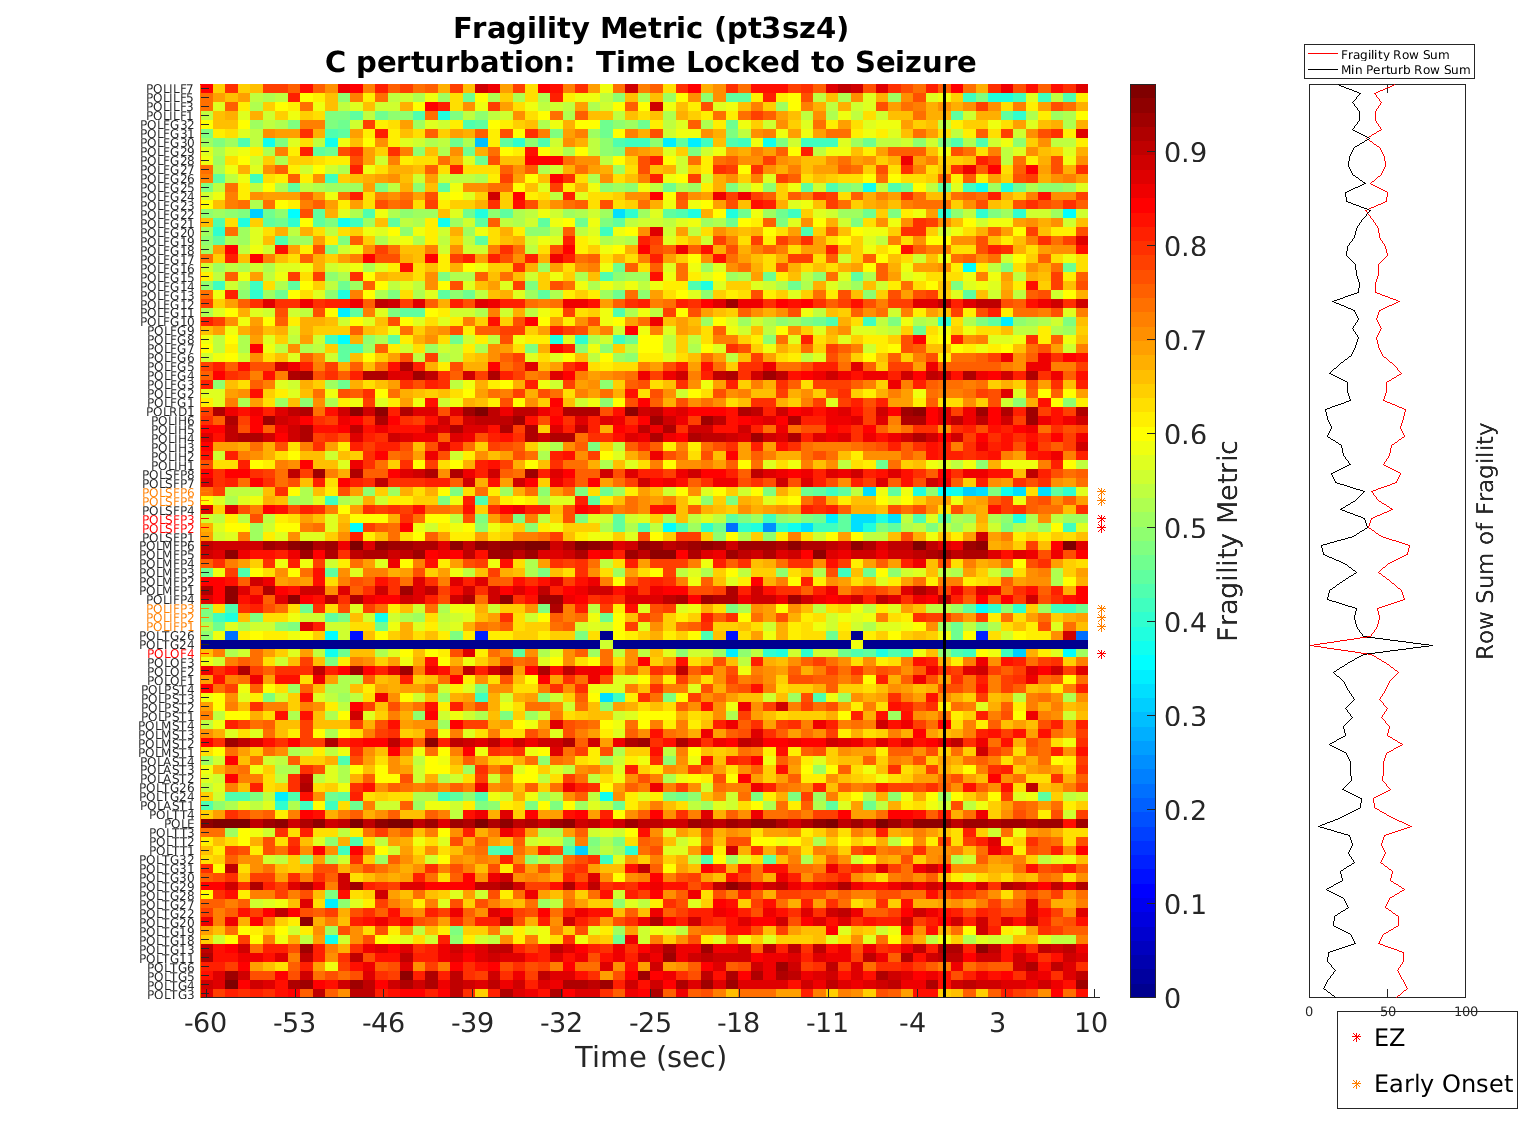 Fragility Metric (pt3sz4)
C perturbation:  Time Locked to Seizure
Fragility Row Sum
Min Perturb Row Sum
POLILF7
POLILF5
POLILF3
POLILF1
POLFG32
POLFG31
POLFG30
POLFG29
POLFG28
POLFG27
POLFG26
POLFG25
POLFG24
POLFG23
POLFG22
POLFG21
POLFG20
POLFG19
POLFG18
POLFG17
POLFG16
POLFG15
POLFG14
POLFG13
POLFG12
POLFG11
POLFG10
POLFG9
POLFG8
POLFG7
POLFG6
POLFG5
POLFG4
POLFG3
POLFG2
POLFG1
POLRD1
POLIH6
POLIH5
POLIH4
POLIH3
POLIH2
POLIH1
POLSFP8
POLSFP7
POLSFP6
POLSFP5
POLSFP4
POLSFP3
POLSFP2
POLSFP1
POLMFP6
POLMFP5
POLMFP4
POLMFP3
POLMFP2
POLMFP1
POLIFP4
POLIFP3
POLIFP2
POLIFP1
POLTG26
POLTG24
POLOF4
POLOF3
POLOF2
POLOF1
POLPST4
POLPST3
POLPST2
POLPST1
POLMST4
POLMST3
POLMST2
POLMST1
POLAST4
POLAST3
POLAST2
POLTG26
POLTG24
POLAST1
POLTT4
POLE
POLTT3
POLTT2
POLTT1
POLTG32
POLTG31
POLTG30
POLTG29
POLTG28
POLTG27
POLTG22
POLTG20
POLTG19
POLTG18
POLTG13
POLTG11
POLTG6
POLTG5
POLTG4
POLTG3
-60 -53 -46 -39 -32 -25 -18 -11 -4 3 10
Time (sec)
0.9
0.8
0.7
0.6
0.5
0.4
0.3
0.2
0.1
0
Fragility Metric
0 50 100
Row Sum of Fragility
EZ
Early Onset